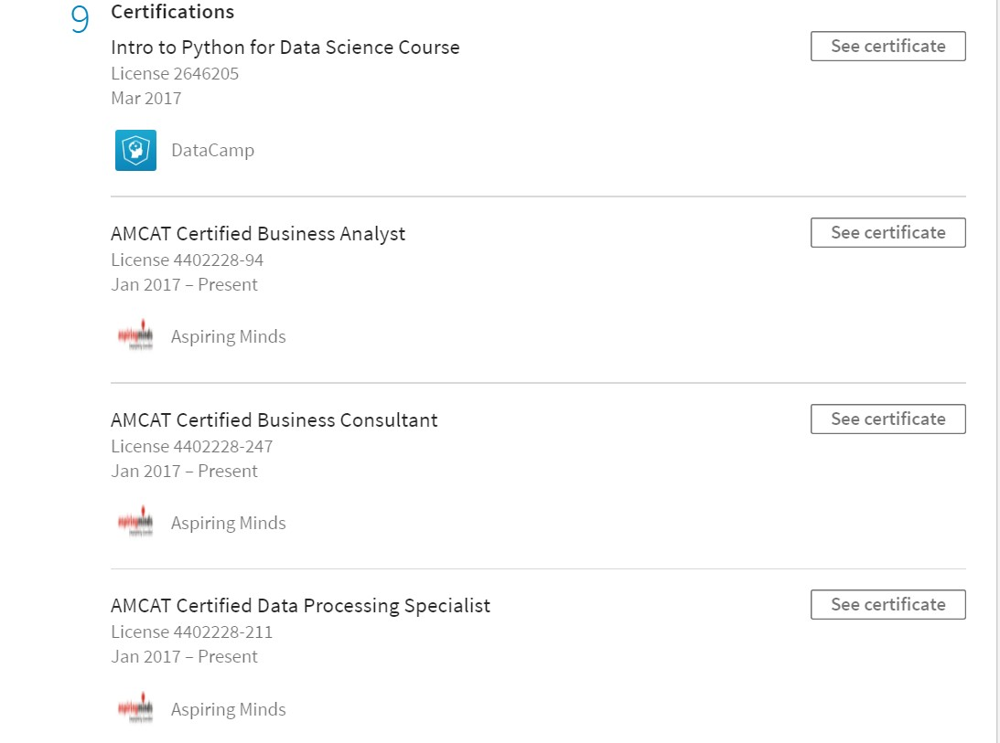 9 Certifications
Intro to Python for Data Science Course
See certificate
License 2646205
Mar 2017
DataCamp
AMCAT Certified Business Analyst
See certificate
License 4402228-94
Jan 2017 – Present
aspiringminds
Aspiring Minds
AMCAT Certified Business Consultant
See certificate
License 4402228-247
Jan 2017 – Present
aspiringminds
Aspiring Minds
AMCAT Certified Data Processing Specialist
See certificate
License 4402228-211
Jan 2017 – Present
aspiringminds
Aspiring Minds